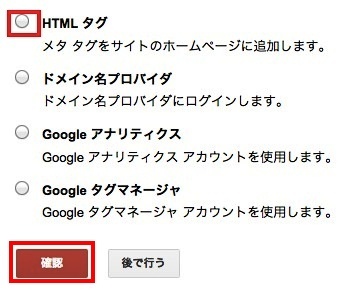 HTML タグ
メタ タグをサイトのホームページに追加します。
ドメイン名プロバイダ
ドメイン名プロバイダにログインします。
Google アナリティクス
Google アナリティクス アカウントを使用します。
Google タグマネージャ
Google タグマネージャ アカウントを使用します。
確認 後で行う